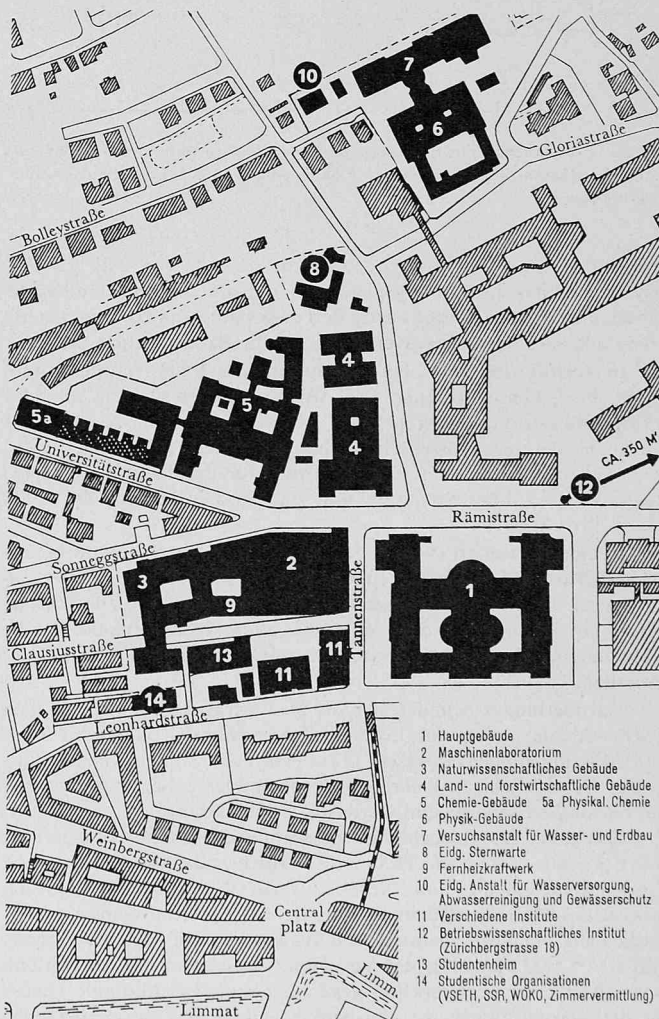 10
7
6
Gloriastraße
Bolleystraße
8
4
5
5a
4
Universitätstraße
CA. 350 M
12
Rämistraße
Sonneggstraße
2
3
Tannenstraße
1
9
Clausiusstraße
13
11
11
14
Leonhardstraße
Weinbergstraße
Central
platz
Limm
Limmat
1 Hauptgebäude
2 Maschinenlaboratorium
3 Naturwissenschaftliches Gebäude
4 Land- und forstwirtschaftliche Gebäude
5 Chemie-Gebäude 5a Physikal. Chemie
6 Physik-Gebäude
7 Versuchsanstalt für Wasser- und Erdbau
8 Eidg. Sternwarte
9 Fernheizkraftwerk
10 Eidg. Anstalt für Wasserversorgung,
Abwasserreinigung und Gewässerschutz
11 Verschiedene Institute
12 Betriebswissenschaftliches Institut
(Zürichbergstrasse 18)
13 Studentenheim
14 Studentische Organisationen
(VSETH, SSR, WOKO, Zimmervermittlung)